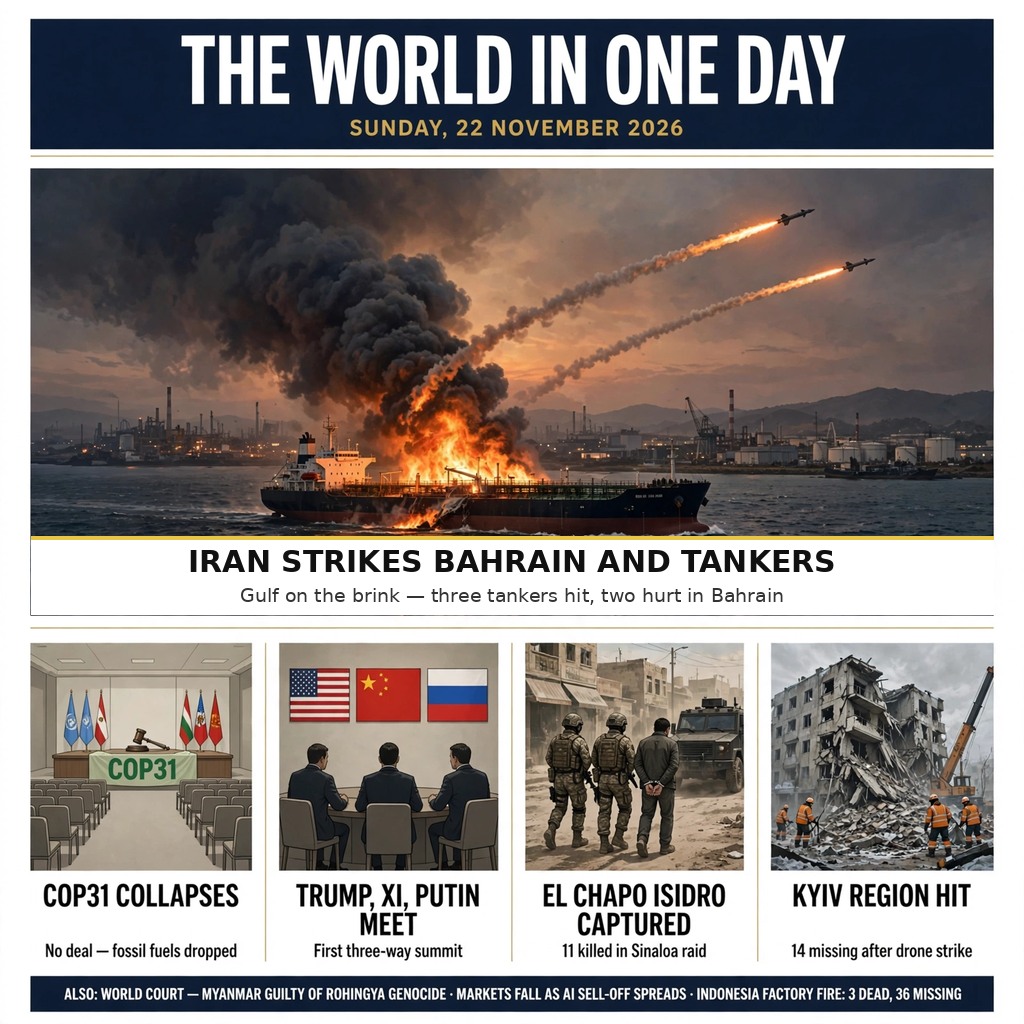 THE WORLD IN ONE DAY
SUNDAY, 22 NOVEMBER 2026
IRAN STRIKES BAHRAIN AND TANKERS
Gulf on the brink — three tankers hit, two hurt in Bahrain
COP31
COP31 COLLAPSES
No deal — fossil fuels dropped
TRUMP, XI, PUTIN
MEET
First three-way summit
EL CHAPO ISIDRO
CAPTURED
11 killed in Sinaloa raid
KYIV REGION HIT
14 missing after drone strike
ALSO: WORLD COURT — MYANMAR GUILTY OF ROHINGYA GENOCIDE · MARKETS FALL AS AI SELL-OFF SPREADS · INDONESIA FACTORY FIRE: 3 DEAD, 36 MISSING